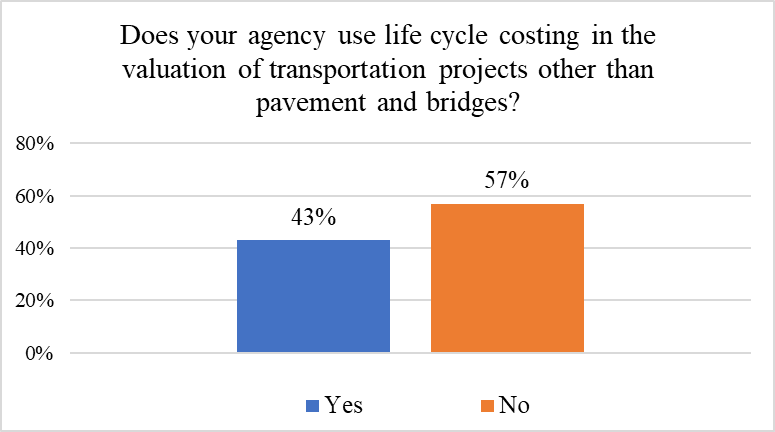 Does your agency use life cycle costing in the
valuation of transportation projects other than
pavement and bridges?
80%
60%
40%
20%
0%
43%
57%
Yes
No